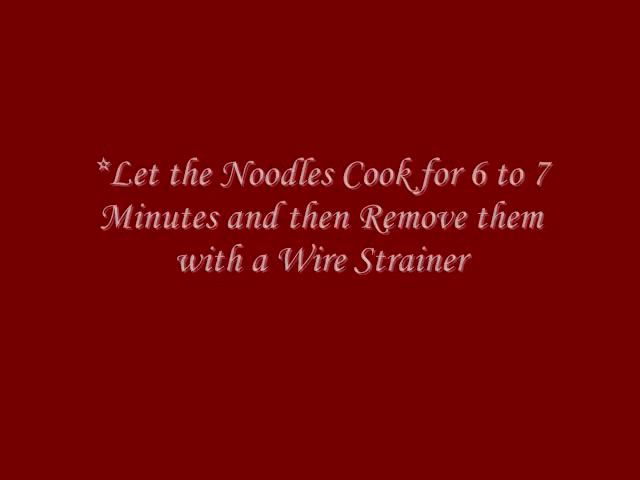 *Let the Noodles Cook for 6 to 7
Minutes and then Remove them
with a Wire Strainer